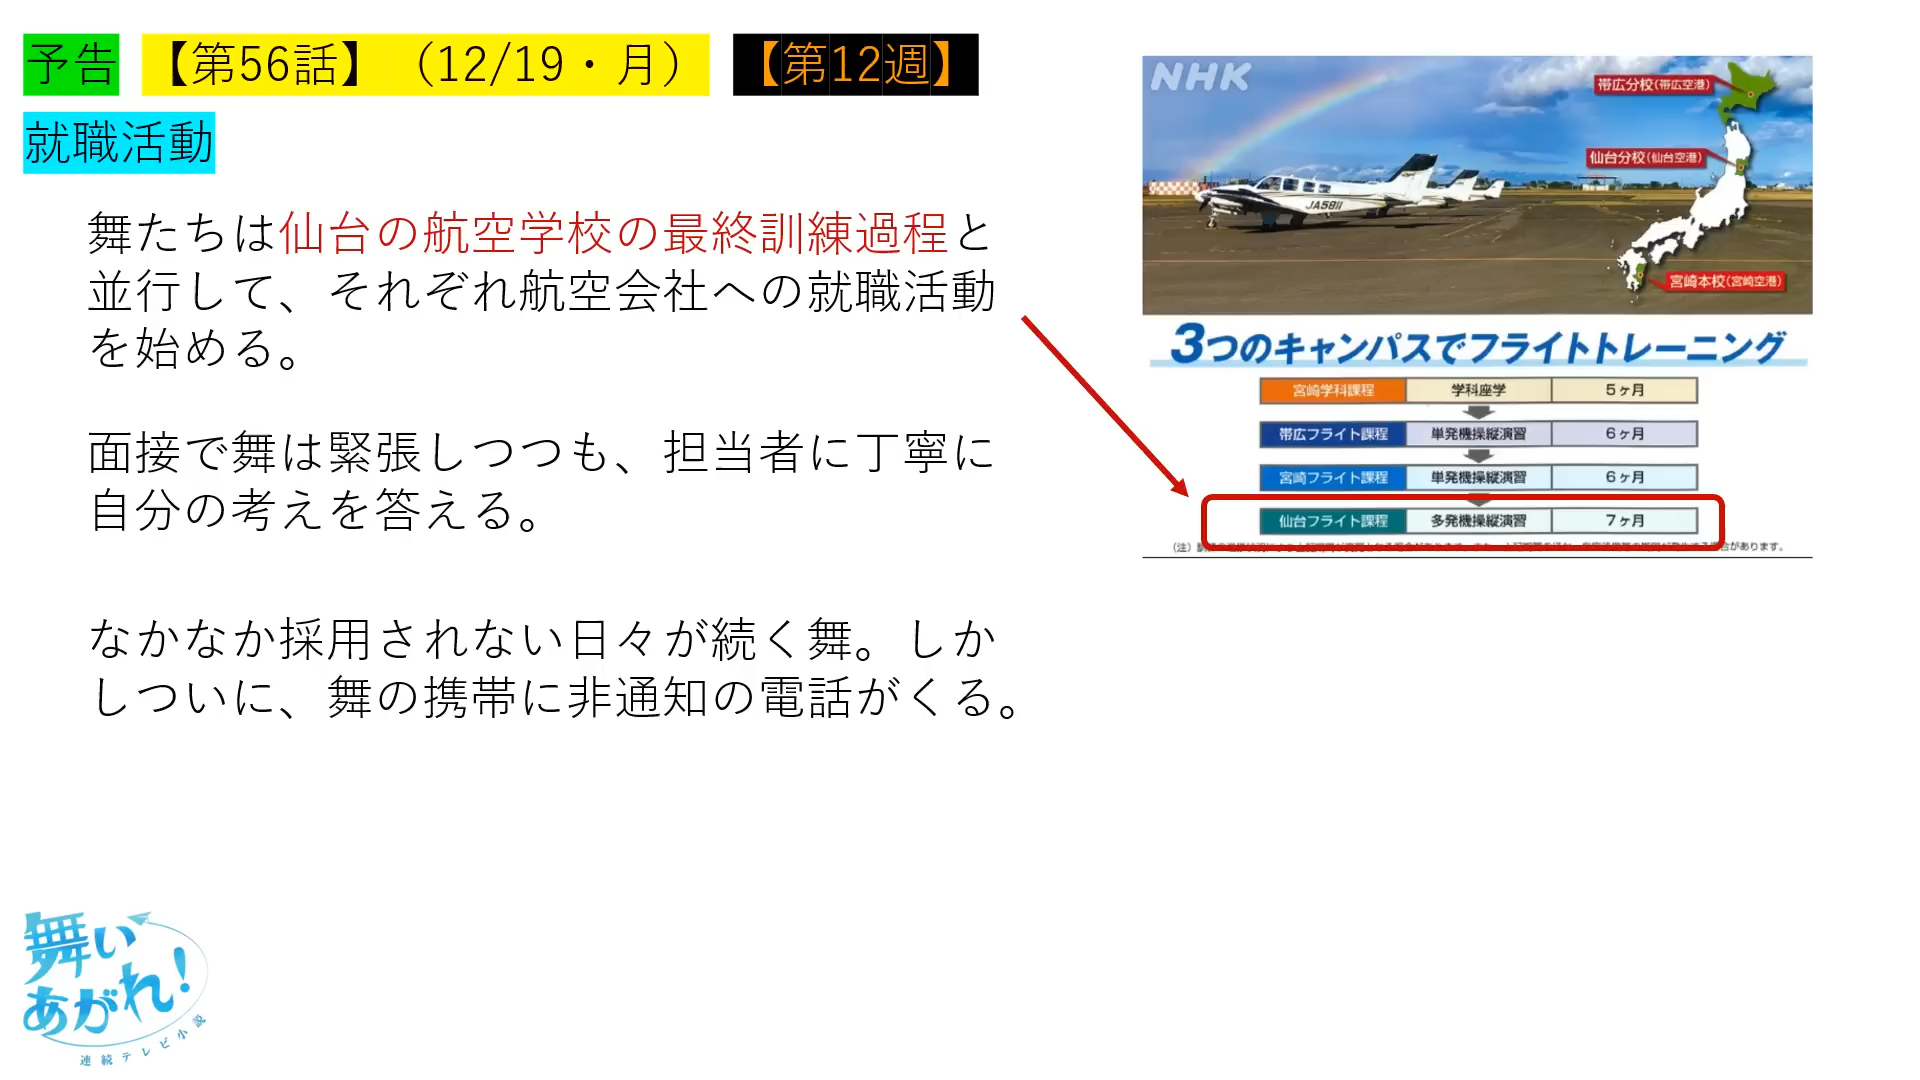 予告 【第56話】（12/19・月） 【第12週】
就職活動
舞たちは仙台の航空学校の最終訓練過程と
並行して、それぞれ航空会社への就職活動
を始める。
面接で舞は緊張しつつも、担当者に丁寧に
自分の考えを答える。
なかなか採用されない日々が続く舞。しか
しついに、舞の携帯に非通知の電話がくる。
NHK
帯広分校(帯広空港)
仙台分校(仙台空港)
JA5811
宮崎本校(宮崎空港)
3つのキャンパスでフライトトレーニング
宮崎学科課程 学科座学 5ヶ月
帯広フライト課程 単発機操縦演習 6ヶ月
宮崎フライト課程 単発機操縦演習 6ヶ月
仙台フライト課程 多発機操縦演習 7ヶ月
（注） 合があります。
舞い
あがれ！
連続テレビ小説